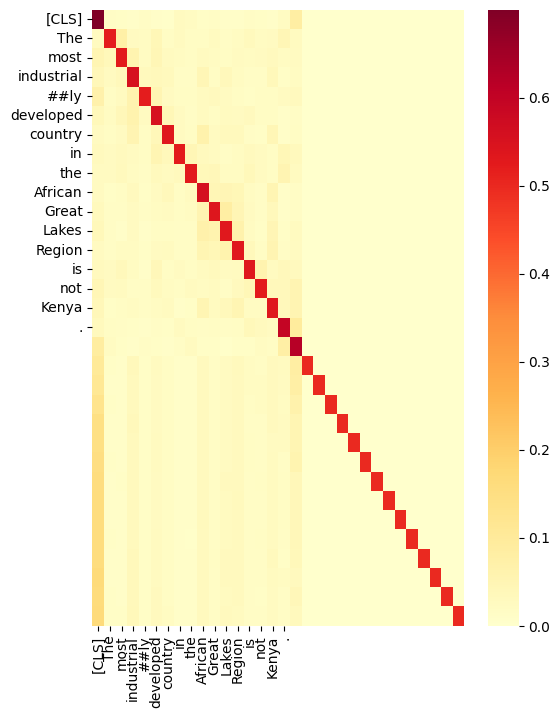 [CLS]
The
most
industrial
##ly
developed
country
in
the
African
Great
Lakes
Region
is
not
Kenya
.
0.6
0.5
0.4
0.3
0.2
0.1
0.0
[CLS]
The
most
industrial
##ly
developed
country
in
the
African
Great
Lakes
Region
is
not
Kenya
.